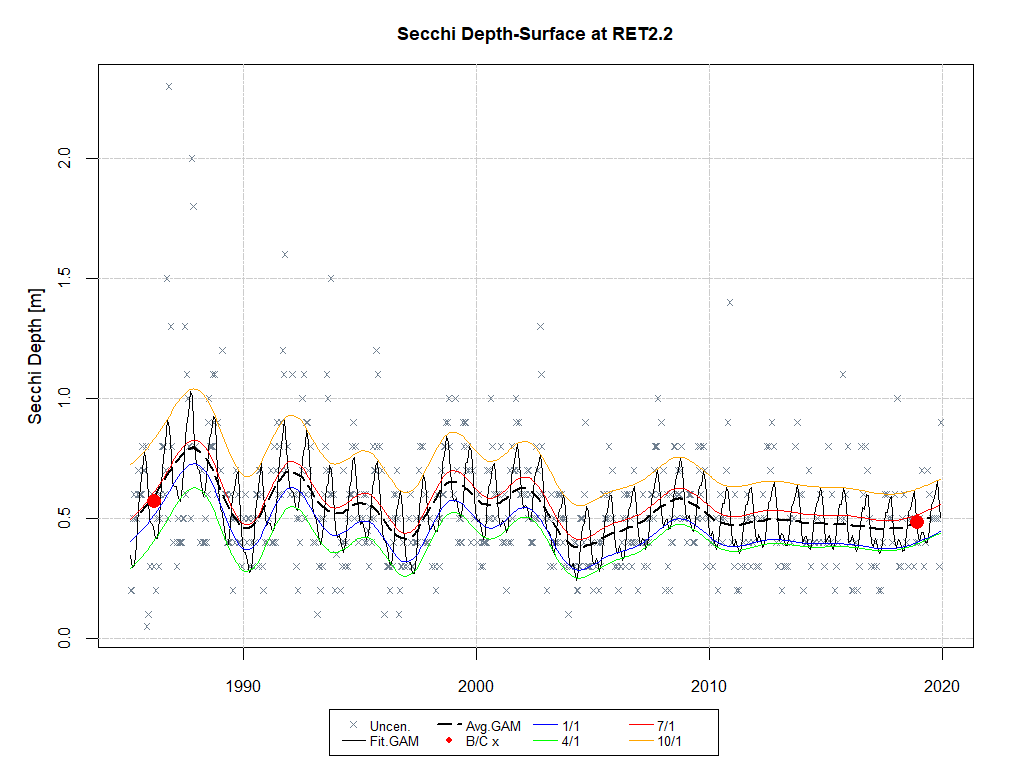 Secchi Depth-Surface at RET2.2
Secchi Depth [m]
2.0
1.5
1.0
0.5
0.0
1990 2000 2010 2020
Uncen. Avg.GAM 1/1 7/1
Fit.GAM B/C x 4/1 10/1